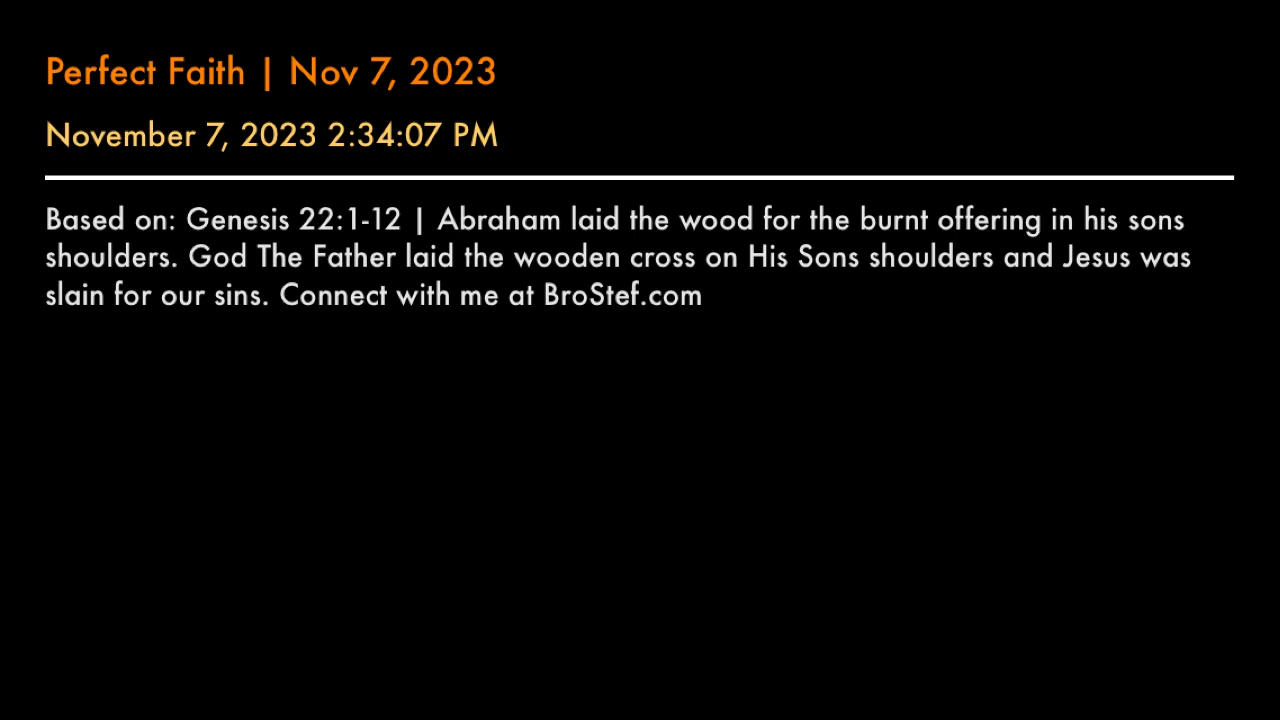 Perfect Faith | Nov 7, 2023
November 7, 2023 2:34:07 PM
Based on: Genesis 22:1-12 | Abraham laid the wood for the burnt offering in his sons
shoulders. God The Father laid the wooden cross on His Sons shoulders and Jesus was
slain for our sins. Connect with me at BroStef.com